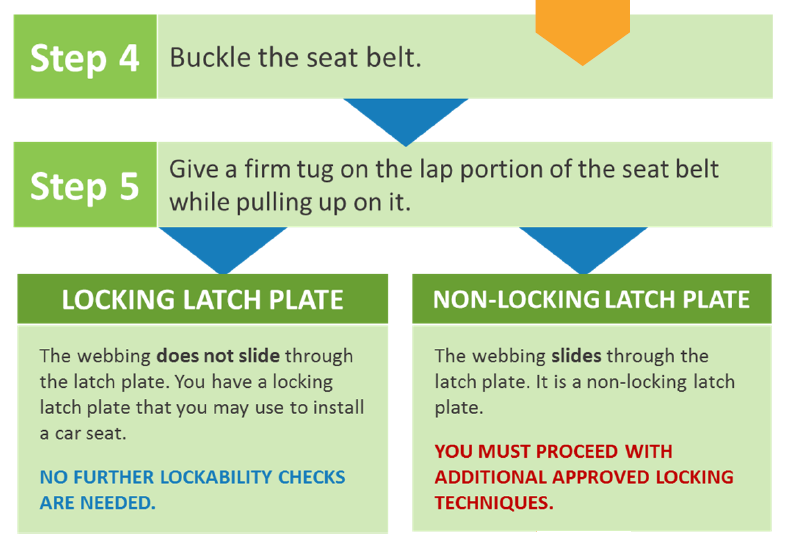 Step 4
Buckle the seat belt.
Step 5
Give a firm tug on the lap portion of the seat belt
while pulling up on it.
LOCKING LATCH PLATE
The webbing does not slide through
the latch plate. You have a locking
latch plate that you may use to install
a car seat.
NO FURTHER LOCKABILITY CHECKS
ARE NEEDED.
NON-LOCKING LATCH PLATE
The webbing slides through the
latch plate. It is a non-locking latch
plate.
YOU MUST PROCEED WITH
ADDITIONAL APPROVED LOCKING
TECHNIQUES.